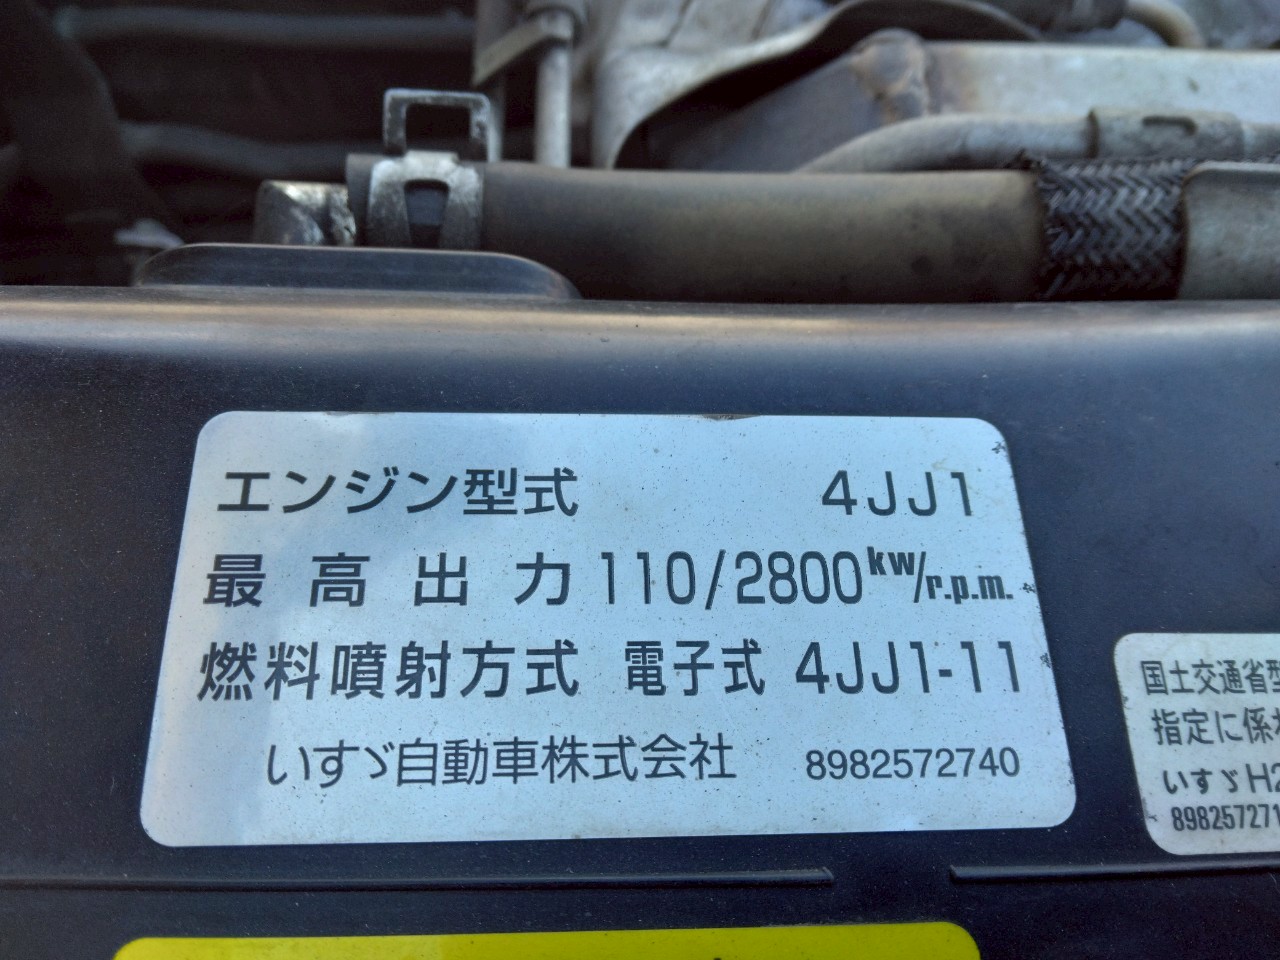 エンジン型式 4JJ1
最高出力 110/2800kw/r.p.m.
燃料噴射方式 電子式 4JJ1-11
いすゞ自動車株式会社 8982572740
国土交通省型
指定に係
いすゞH2
898257271